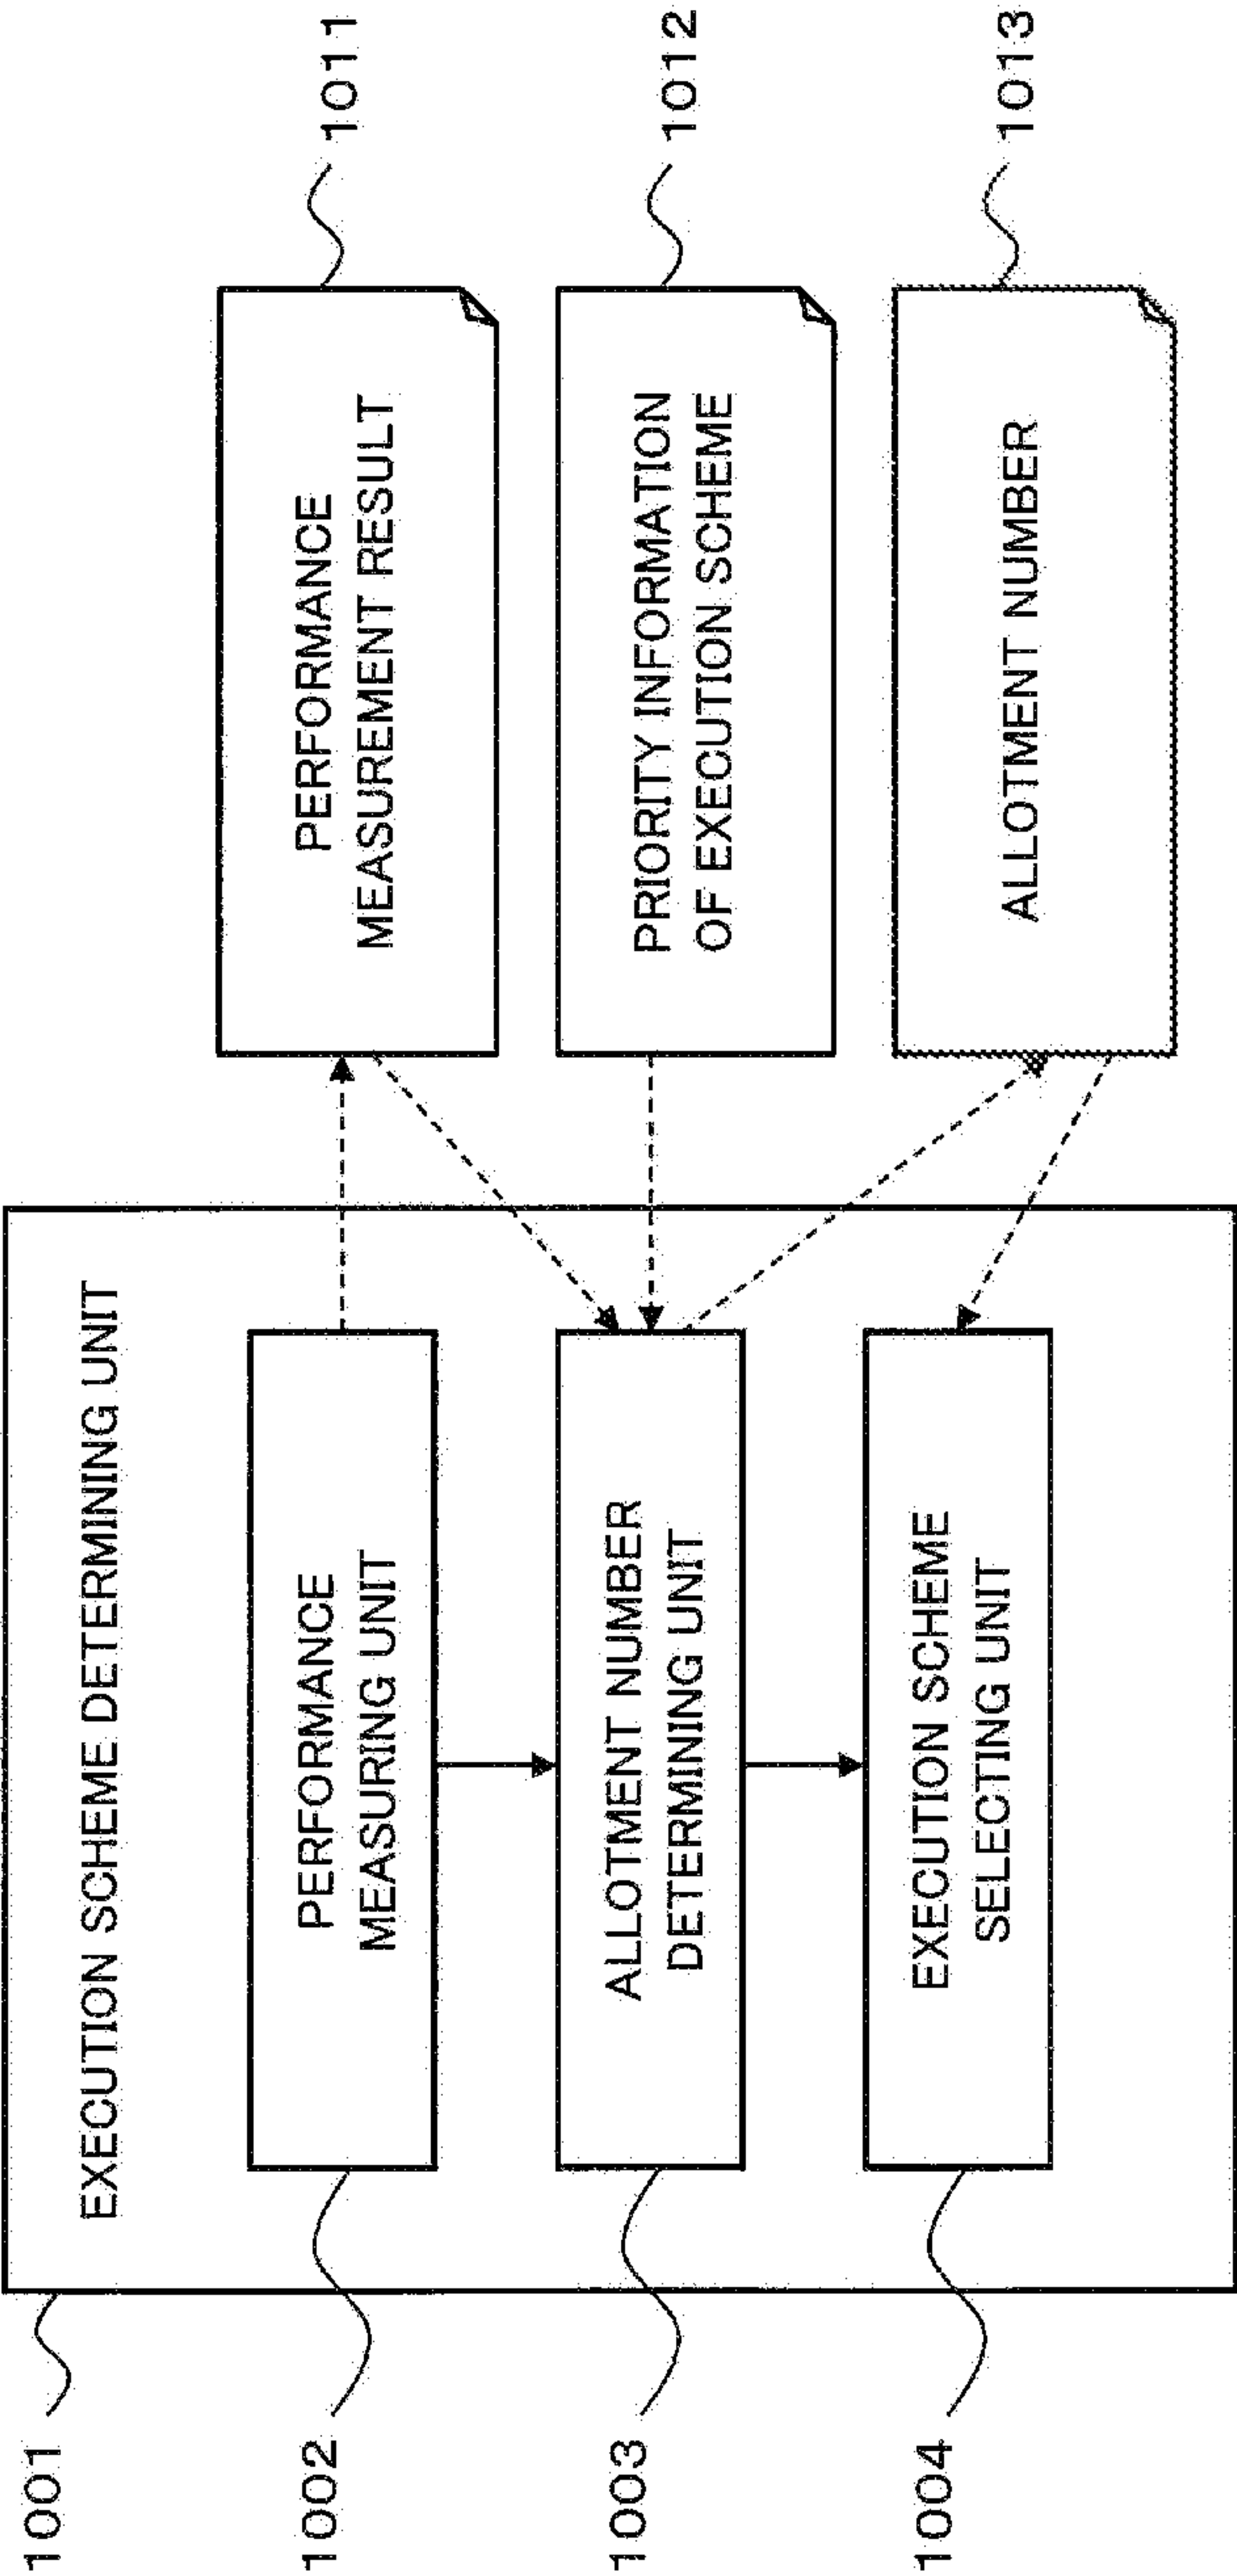 1001
EXECUTION SCHEME DETERMINING UNIT
1002
PERFORMANCE
MEASURING UNIT
1003
ALLOTMENT NUMBER
DETERMINING UNIT
1004
EXECUTION SCHEME
SELECTING UNIT
PERFORMANCE
MEASUREMENT RESULT
1011
PRIORITY INFORMATION
OF EXECUTION SCHEME
1012
ALLOTMENT NUMBER
1013